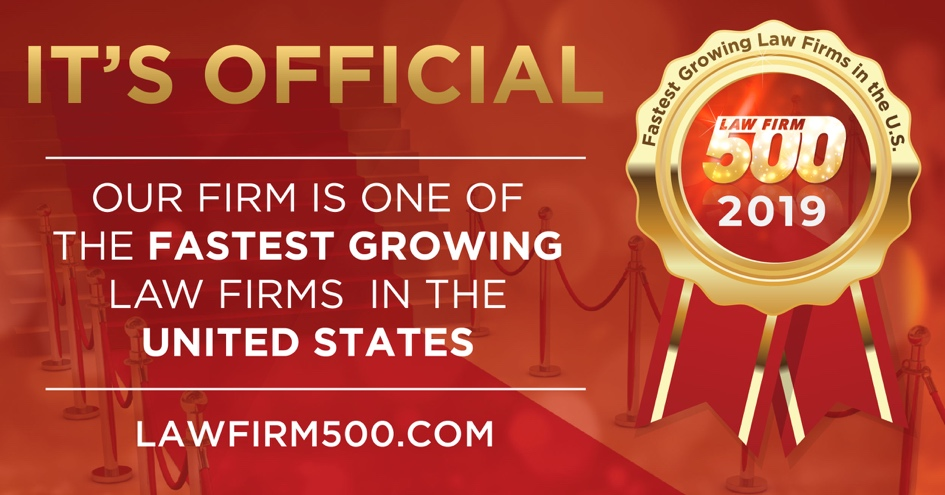 IT'S OFFICIAL
OUR FIRM IS ONE OF
THE FASTEST GROWING
LAW FIRMS IN THE
UNITED STATES
LAWFIRM500.COM
Fastest Growing Law Firms in the U.S.
LAW FIRM
500
2019